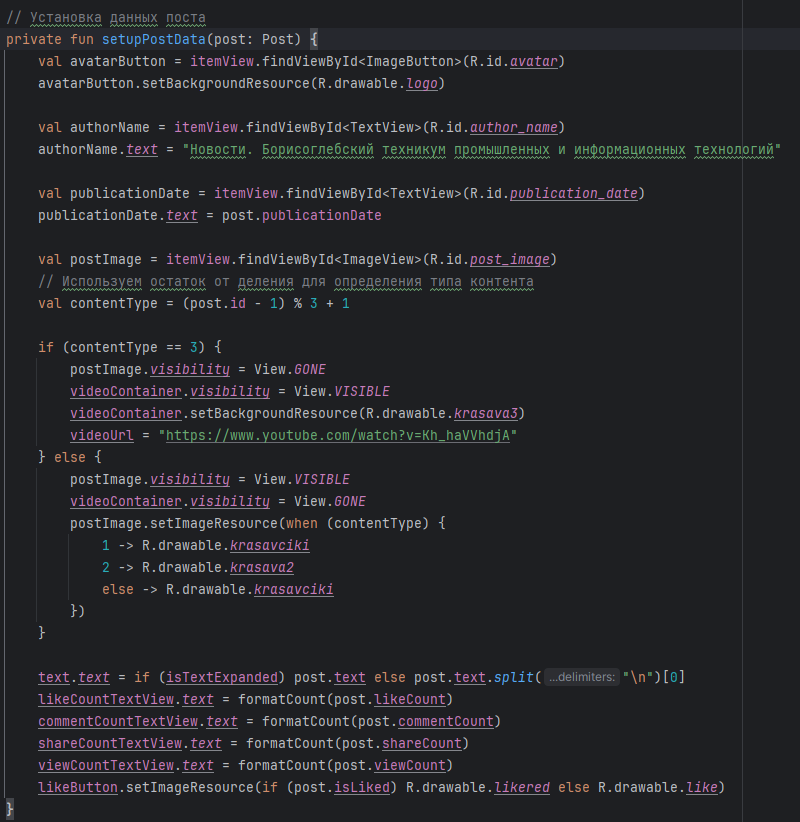 // Установка данных поста
private fun setupPostData(post: Post) {
    val avatarButton = itemView.findViewById<ImageButton>(R.id.avatar)
    avatarButton.setBackgroundResource(R.drawable.logo)

    val authorName = itemView.findViewById<TextView>(R.id.author_name)
    authorName.text = "Новости. Борисоглебский техникум промышленных и информационных технологий"

    val publicationDate = itemView.findViewById<TextView>(R.id.publication_date)
    publicationDate.text = post.publicationDate

    val postImage = itemView.findViewById<ImageView>(R.id.post_image)
    // Используем остаток от деления для определения типа контента
    val contentType = (post.id - 1) % 3 + 1

    if (contentType == 3) {
        postImage.visibility = View.GONE
        videoContainer.visibility = View.VISIBLE
        videoContainer.setBackgroundResource(R.drawable.krasava3)
        videoUrl = "https://www.youtube.com/watch?v=Kh_haVVhdjA"
    } else {
        postImage.visibility = View.VISIBLE
        videoContainer.visibility = View.GONE
        postImage.setImageResource(when (contentType) {
            1 -> R.drawable.krasavciki
            2 -> R.drawable.krasava2
            else -> R.drawable.krasavciki
        })
    }

    text.text = if (isTextExpanded) post.text else post.text.split( ...delimiters: "\n")[0]
    likeCountTextView.text = formatCount(post.likeCount)
    commentCountTextView.text = formatCount(post.commentCount)
    shareCountTextView.text = formatCount(post.shareCount)
    viewCountTextView.text = formatCount(post.viewCount)
    likeButton.setImageResource(if (post.isLiked) R.drawable.likered else R.drawable.like)
}